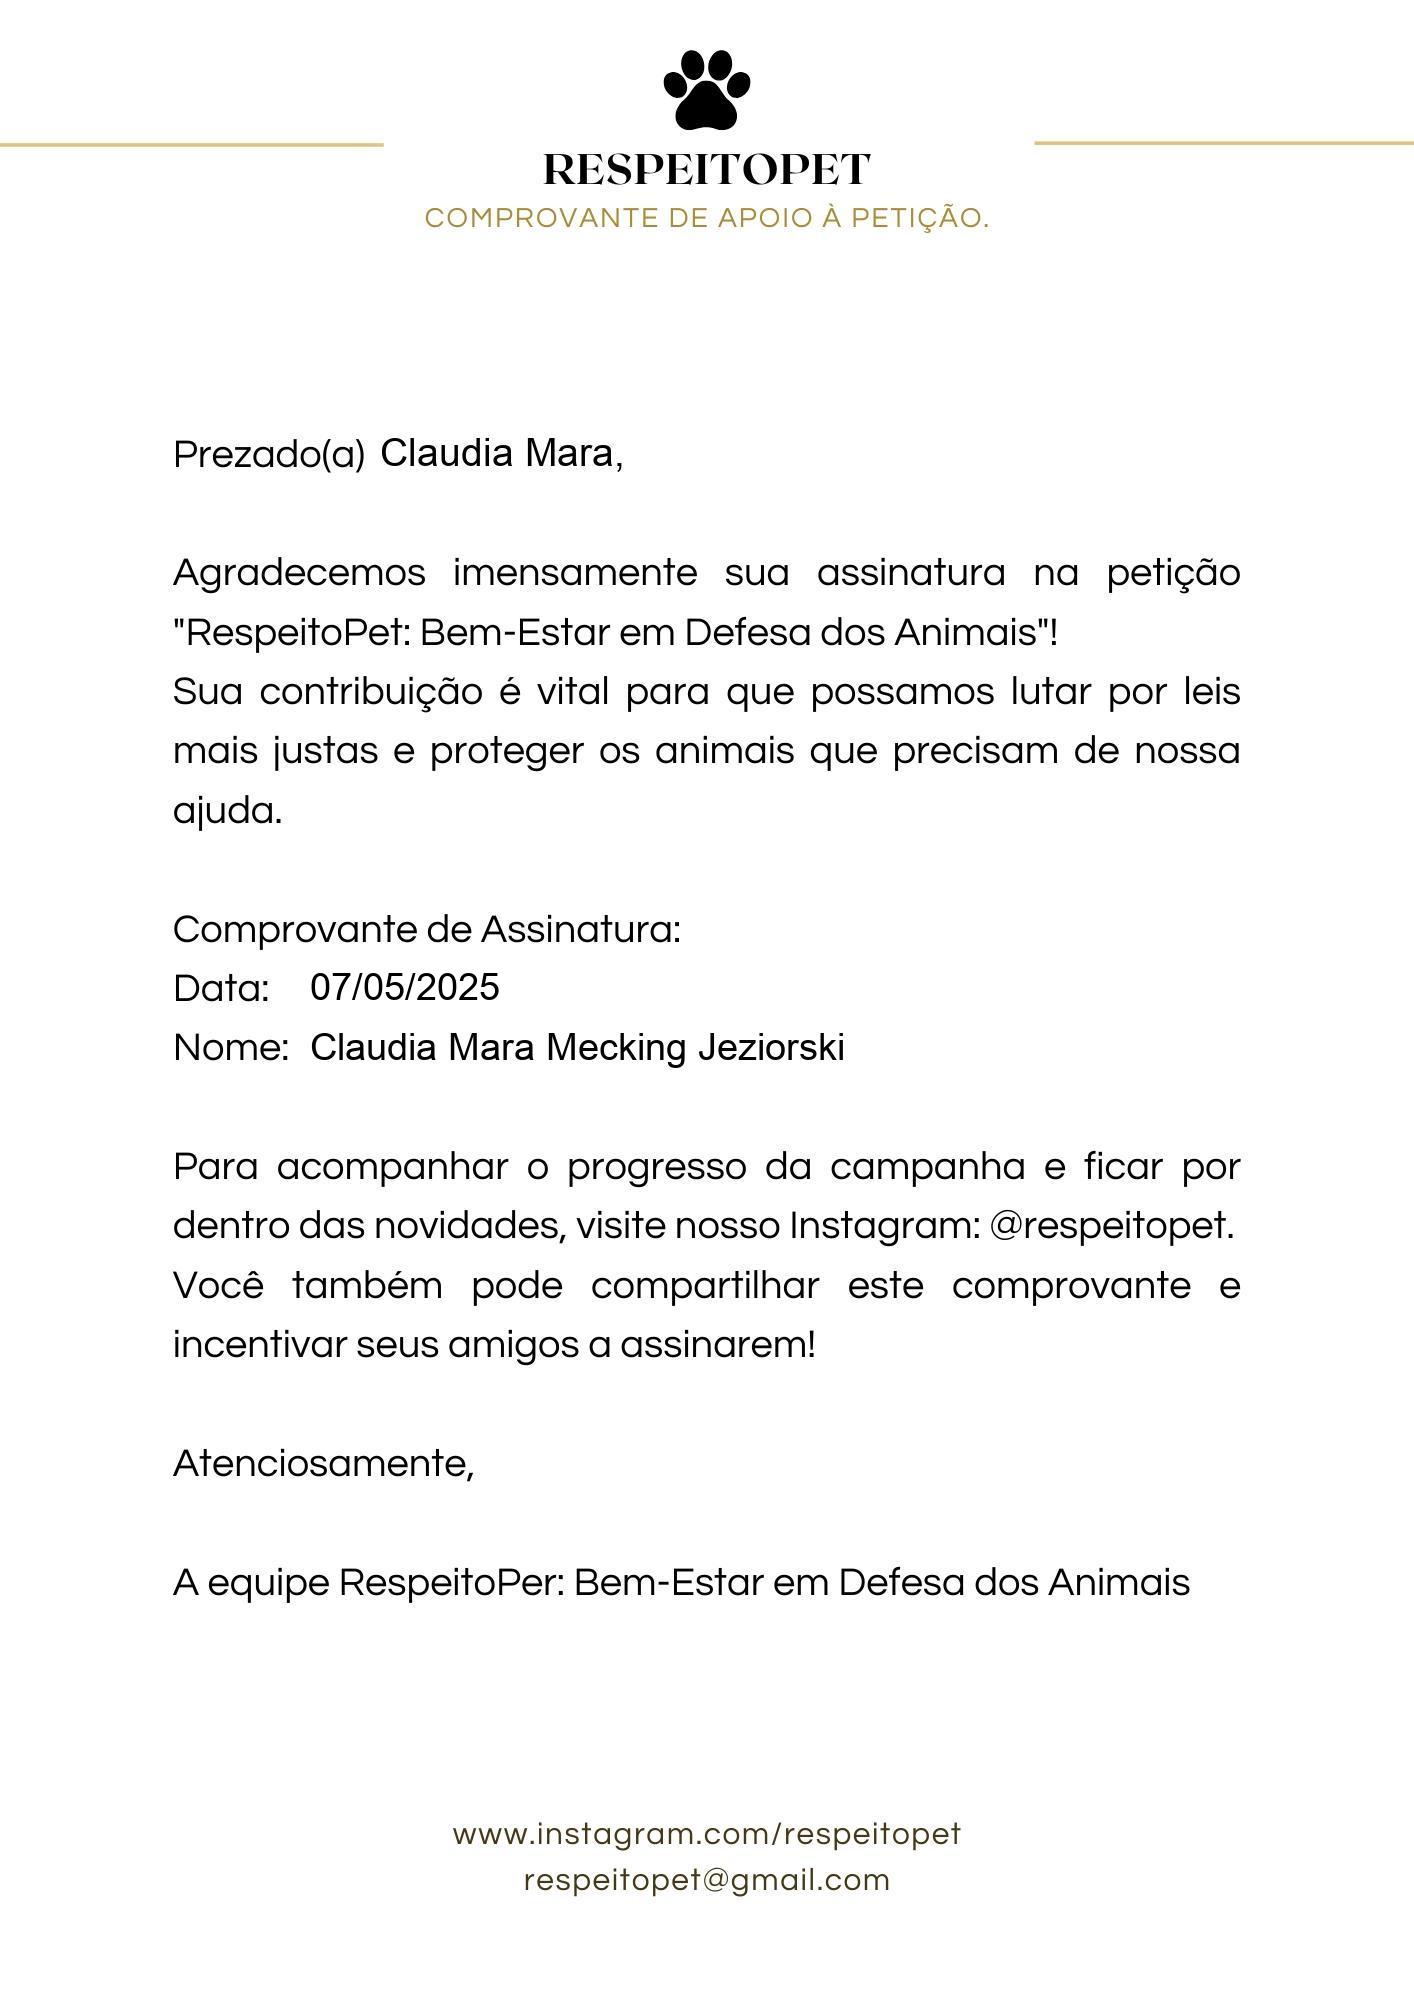 RESPEITOPET
COMPROVANTE DE APOIO À PETIÇÃO.
Prezado(a) Claudia Mara,
Agradecemos imensamente sua assinatura na petição
"RespeitoPet: Bem-Estar em Defesa dos Animais"!
Sua contribuição é vital para que possamos lutar por leis
mais justas e proteger os animais que precisam de nossa
ajuda.
Comprovante de Assinatura:
Data: 07/05/2025
Nome: Claudia Mara Mecking Jeziorski
Para acompanhar o progresso da campanha e ficar por
dentro das novidades, visite nosso Instagram: @respeitopet.
Você também pode compartilhar este comprovante e
incentivar seus amigos a assinarem!
Atenciosamente,
A equipe RespeitoPer: Bem-Estar em Defesa dos Animais
www.instagram.com/respeitopet
respeitopet@gmail.com